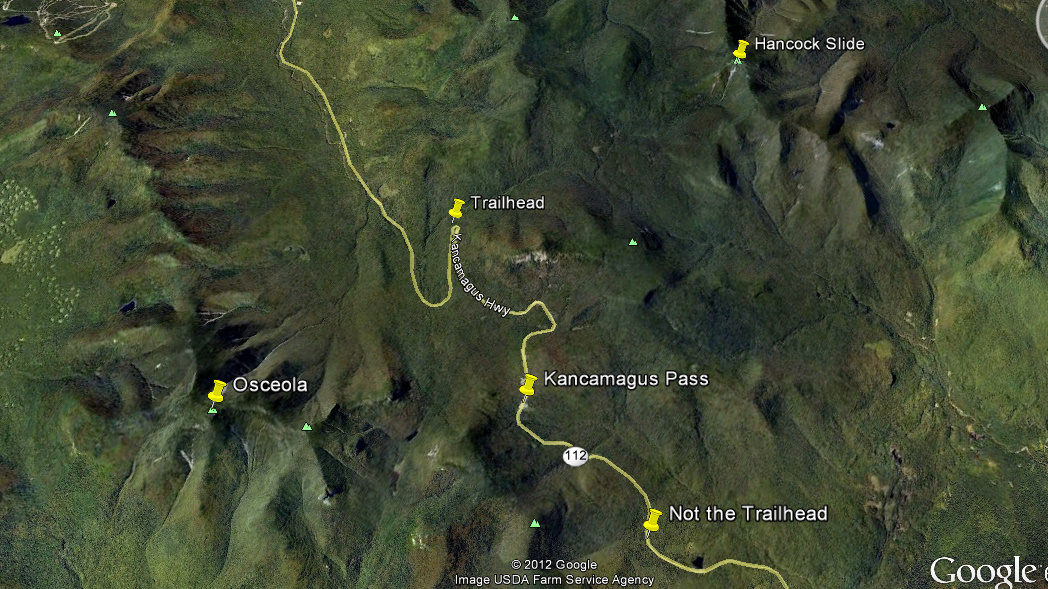 Hancock Slide
Trailhead
Kancamagus Hwy
Kancamagus Pass
Osceola
112
Not the Trailhead
© 2012 Google
Image USDA Farm Service Agency
Google